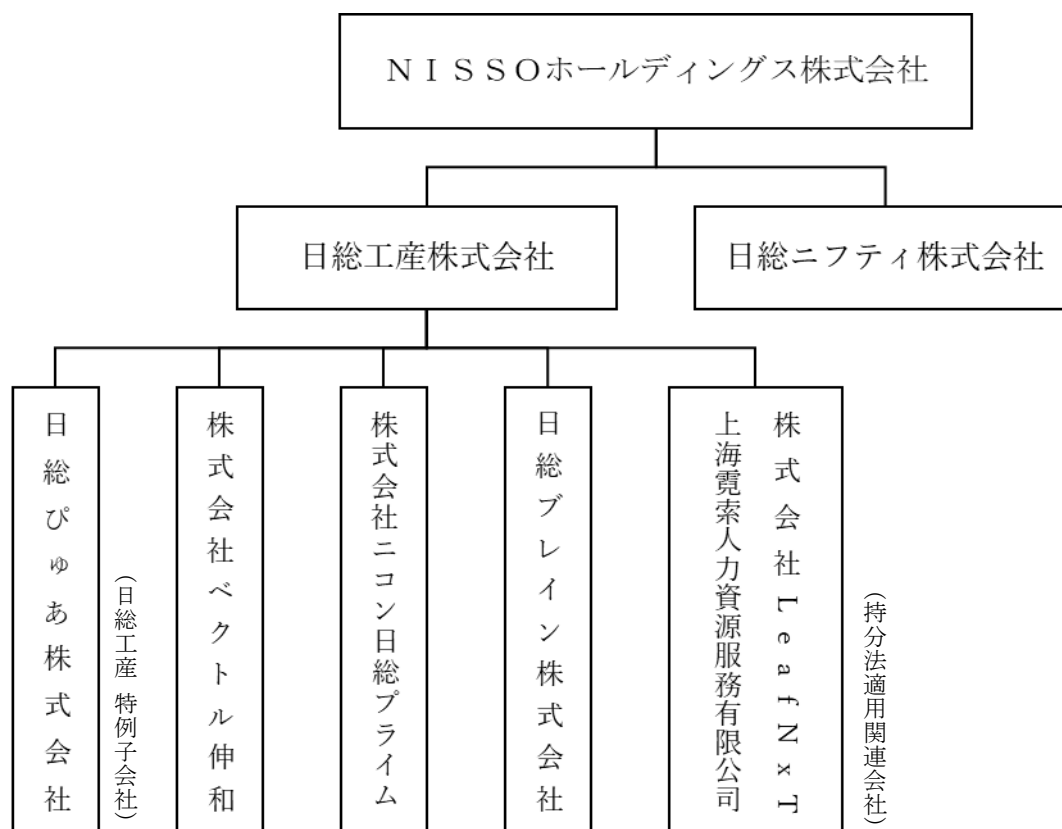 ＮＩＳＳＯホールディングス株式会社
日総工産株式会社
日総ニフティ株式会社
日総ぴゅあ株式会社
(日総工産 特例子会社)
株式会社ベクトル伸和
株式会社ニコン日総プライム
日総ブレイン株式会社
株式会社ＬｅａｆＮｘＴ
上海霓索人力資源服務有限公司
(持分法適用関連会社)